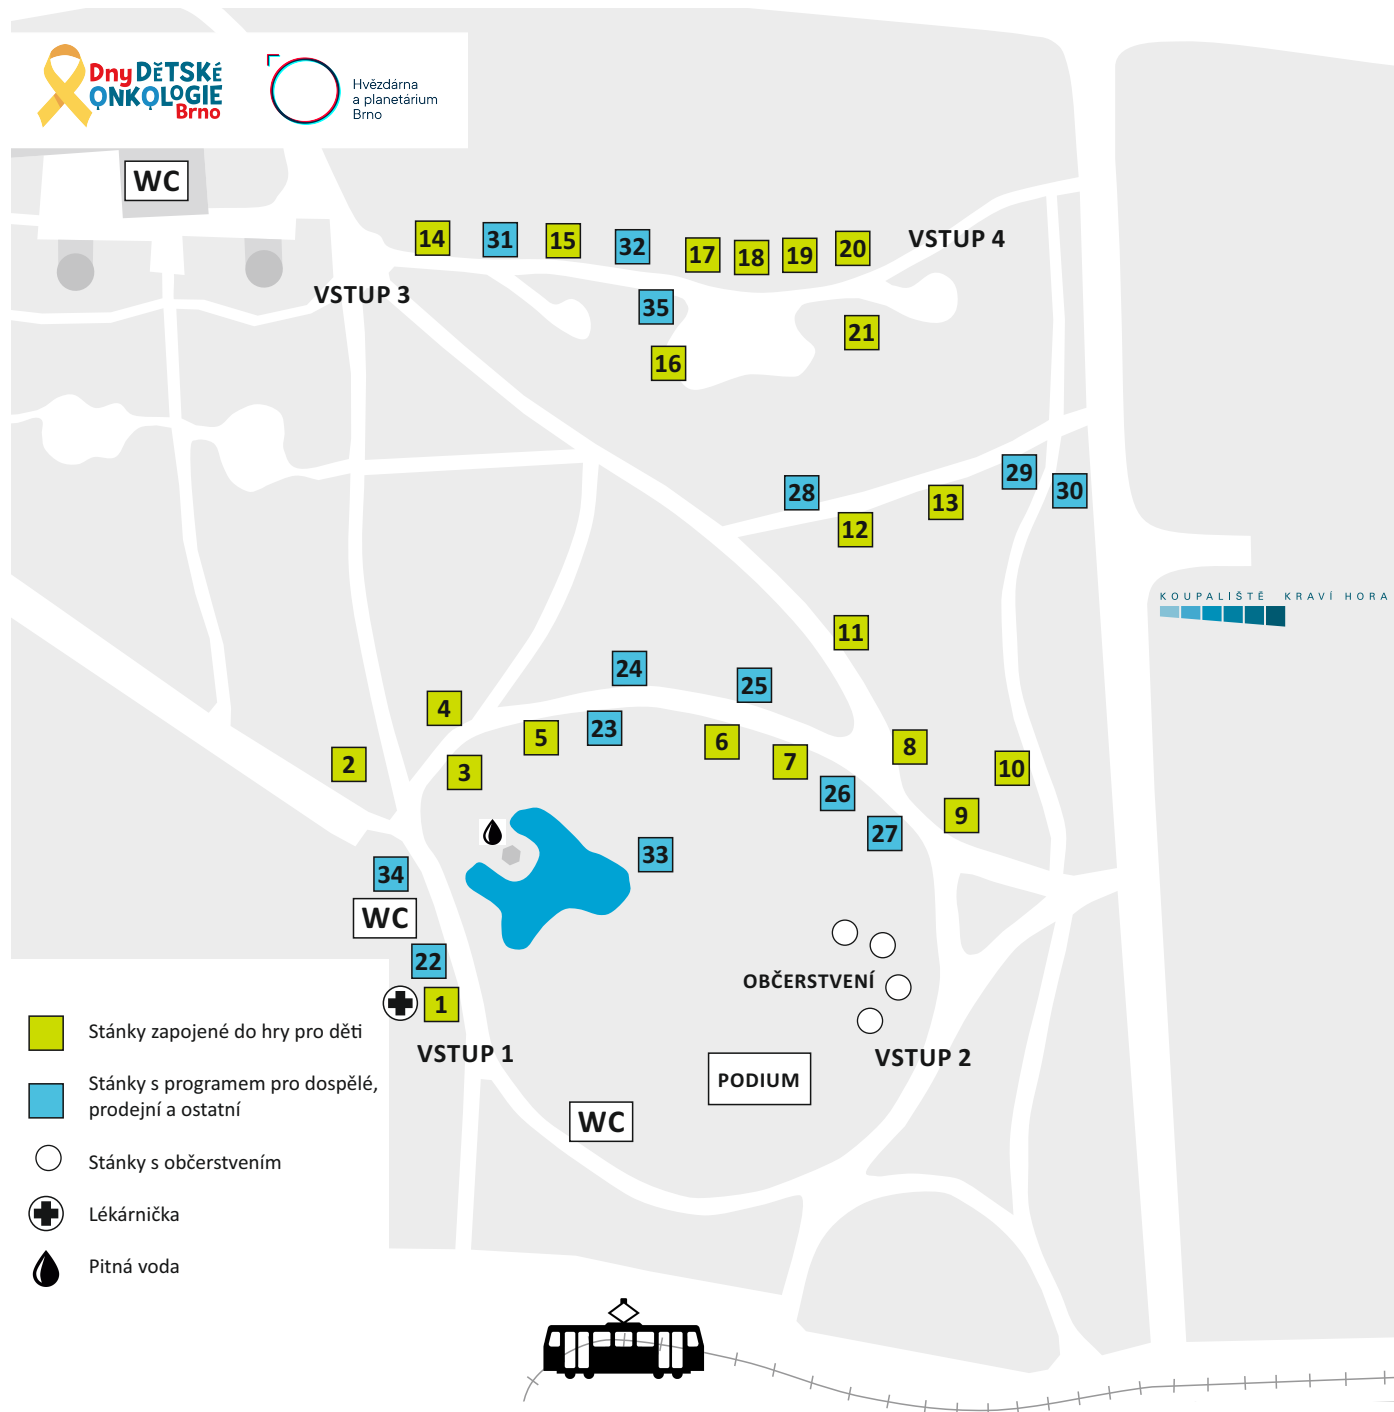 Dny DĚTSKÉ
ONKOLOGIE
Brno
Hvězdárna
a planetárium
Brno
WC
14
31
15
32
17
18
19
20
VSTUP 4
VSTUP 3
35
21
16
29
28
30
13
12
KOUPALIŠTĚ KRAVÍ HORA
11
24
25
4
23
5
6
8
2
3
7
10
26
9
27
33
34
WC
22
OBČERSTVENÍ
1
VSTUP 1
VSTUP 2
PODIUM
WC
Stánky zapojené do hry pro děti
Stánky s programem pro dospělé,
prodejní a ostatní
Stánky s občerstvením
Lékárnička
Pitná voda